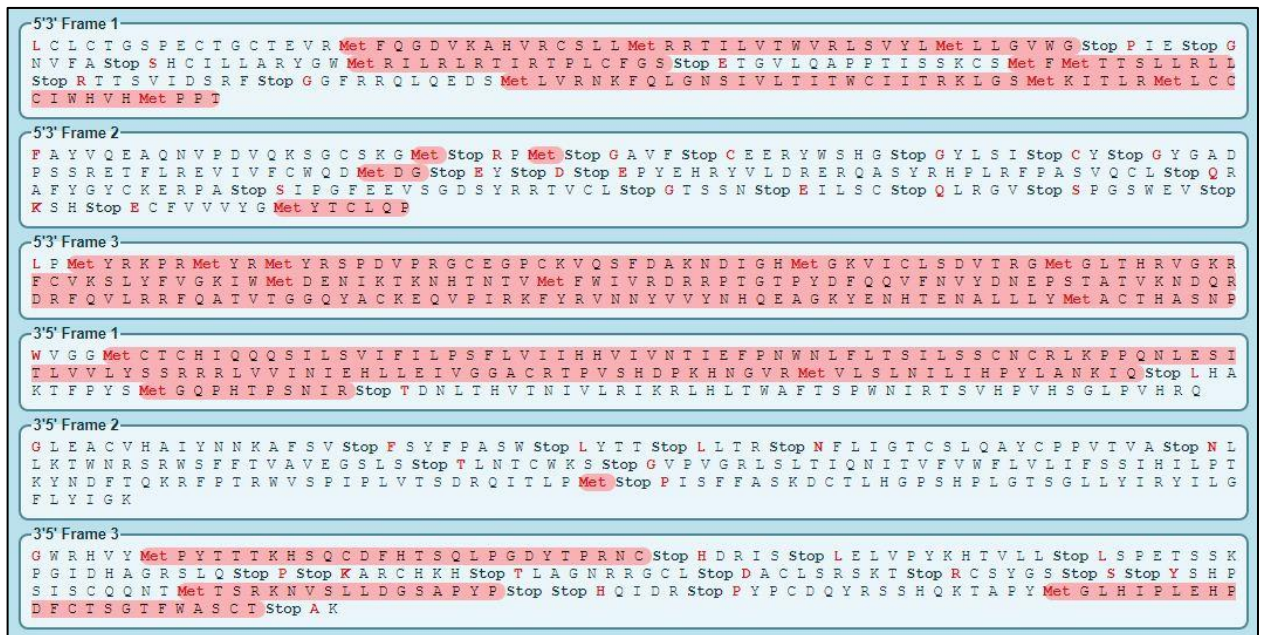 5'3' Frame 1
L C L C T G S P E C T G C T E V R Met F Q G D V K A H V R C S L L Met R R T I L V T W V R L S V Y L Met L L G V W G Stop P I E Stop G
N V F A Stop S H C I L L A R Y G W Met R I L R L R T I R T P L C F G S Stop E T G V L Q A P P T I S S K C S Met F Met T T S L L R L L
Stop R T T S V I D S R F Stop G G F R R Q L Q E D S Met L V R N K F Q L G N S I V L T I T W C I I T R K L G S Met K I T L R Met L C C
C I W H V H Met P P T
5'3' Frame 2
F A Y V Q E A Q N V P D V Q K S G C S K G Met Stop R P Met Stop G A V F Stop C E E R Y W S H G Stop G Y L S I Stop C Y Stop G Y G A D
P S S R E T F L R E V I V F C W Q D Met D G Stop E Y Stop D Stop E P Y E H R Y V L D R E R Q A S Y R H P L R F P A S V Q C L Stop Q R
A F Y G Y C K E R P A Stop S I P G F E E V S G D S Y R R T V C L Stop G T S S N Stop E I L S C Stop Q L R G V Stop S P G S W E V Stop
K S H Stop E C F V V V Y G Met Y T C L Q P
5'3' Frame 3
L P Met Y R K P R Met Y R Met Y R S P D V P R G C E G P C K V Q S F D A K N D I G H Met G K V I C L S D V T R G Met G L T H R V G K R
F C V K S L Y F V G K I W Met D E N I K T K N H T N T V Met F W I V R D R R P T G T P Y D F Q Q V F N V Y D N E P S T A T V K N D Q R
D R F Q V L R R F Q A T V T G G Q Y A C K E Q V P I R K F Y R V N N Y V V Y N H Q E A G K Y E N H T E N A L L L Y Met A C T H A S N P
3'5' Frame 1
W V G G Met C T C H I Q Q Q S I L S V I F I L P S F L V I I H H V I V N T I E F P N W N L F L T S I L S S C N C R L K P P Q N L E S I
T L V V L Y S S R R R L V V I N I E H L L E I V G G A C R T P V S H D P K H N G V R Met V L S L N I L I H P Y L A N K I Q Stop L H A
K T F P Y S Met G Q P H T P S N I R Stop T D N L T H V T N I V L R I K R L H L T W A F T S P W N I R T S V H P V H S G L P V H R Q
3'5' Frame 2
G L E A C V H A I Y N N K A F S V Stop F S Y F P A S W Stop L Y T T Stop L L T R Stop N F L I G T C S L Q A Y C P P V T V A Stop N L
L K T W N R S R W S F F T V A V E G S L S Stop T L N T C W K S Stop G V P V G R L S L T I Q N I T V F V W F L V L I F S S I H I L P T
K Y N D F T Q K R F P T R W V S P I P L V T S D R Q I T L P Met Stop P I S F F A S K D C T L H G P S H P L G T S G L L Y I R Y I L G
F L Y I G K
3'5' Frame 3
G W R H V Y Met P Y T T T K H S Q C D F H T S Q L P G D Y T P R N C Stop H D R I S Stop L E L V P Y K H T V L L Stop L S P E T S S K
P G I D H A G R S L Q Stop P Stop K A R C H K H Stop T L A G N R R G C L Stop D A C L S R S K T Stop R C S Y G S Stop S Stop Y S H P
S I S C Q Q N T Met T S R K N V S L L D G S A P Y P Stop Stop H Q I D R Stop P Y P C D Q Y R S S H Q K T A P Y Met G L H I P L E H P
D F C T S G T F W A S C T Stop A K